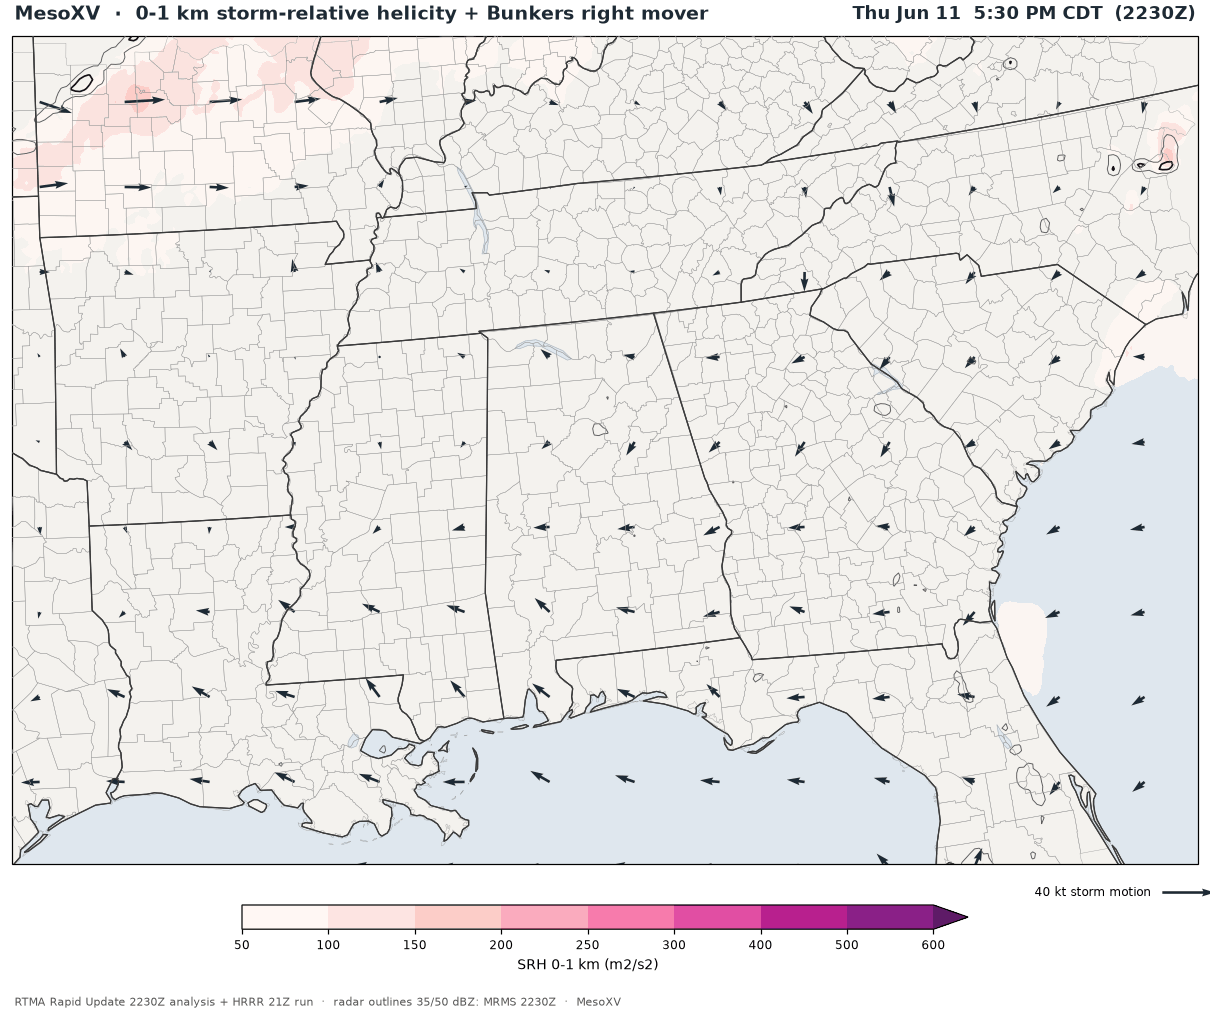 MesoXV · 0-1 km storm-relative helicity + Bunkers right mover
Thu Jun 11 5:30 PM CDT (2230Z)
40 kt storm motion
50 100 150 200 250 300 400 500 600
SRH 0-1 km (m2/s2)
RTMA Rapid Update 2230Z analysis + HRRR 21Z run · radar outlines 35/50 dBZ: MRMS 2230Z · MesoXV